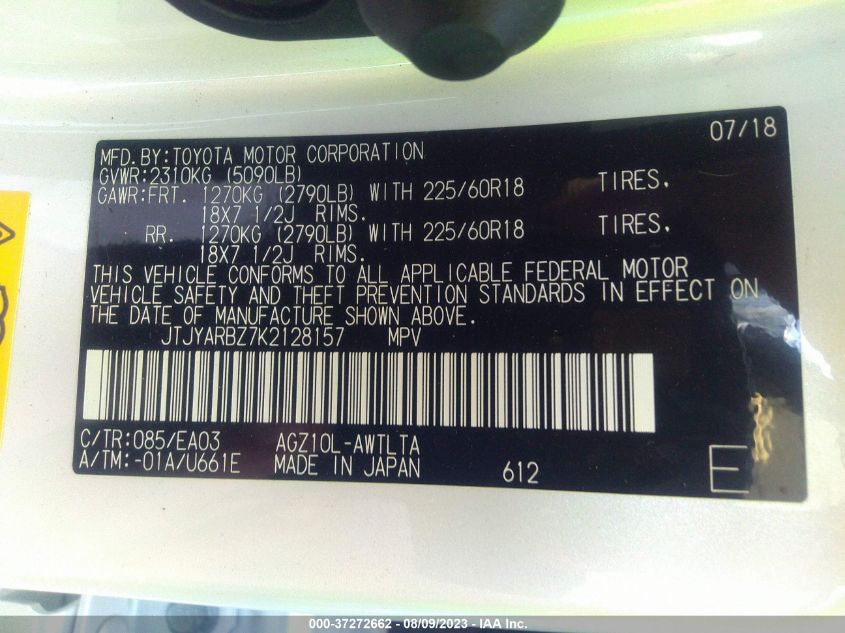 07/18
MFD.BY:TOYOTA MOTOR CORPORATION
GVWR:2310KG (5090LB)
GAWR:FRT. 1270KG (2790LB) WITH 225/60R18 TIRES.
18X7 1/2J RIMS.
RR. 1270KG (2790LB) WITH 225/60R18 TIRES.
18X7 1/2J RIMS.
THIS VEHICLE CONFORMS TO ALL APPLICABLE FEDERAL MOTOR
VEHICLE SAFETY AND THEFT PREVENTION STANDARDS IN EFFECT ON
THE DATE OF MANUFACTURE SHOWN ABOVE.
JTJYARBZ7K2128157 MPV
C/TR:085/EA03 AGZ10L-AWTLTA
A/TM:-01A/U661E MADE IN JAPAN 612 E
000-37272662 - 08/09/2023 - IAA Inc.